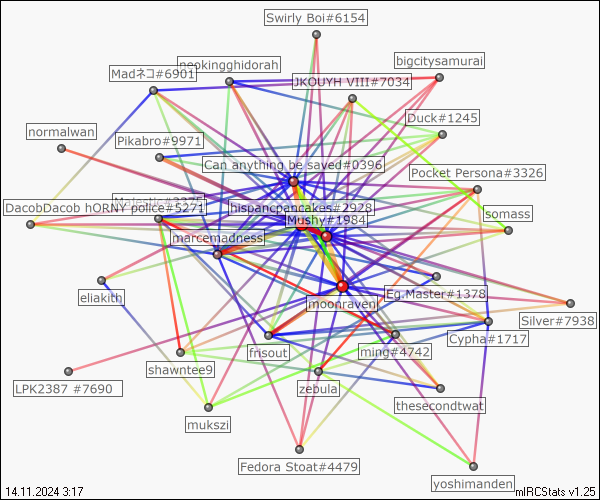 Swirly Boi#6154
neokingghidorah
bigcitysamurai
Madネコ#6901
JKOUYH VIII#7034
Duck#1245
normalwan
Pikabro#9971
Can anything be saved#0396
Pocket Persona#3326
DacobDacob hORNY police#5271
hispancpancakes#2928
somass
Mushy#1984
marcemadness
eliakith
moonraven
Eg.Master#1378
Silver#7938
Cypha#1717
frisout
ming#4742
shawntee9
LPK2387 #7690
zebula
thesecondtwat
mukszi
Fedora Stoat#4479
yoshimanden
14.11.2024 3:17
mIRCStats v1.25